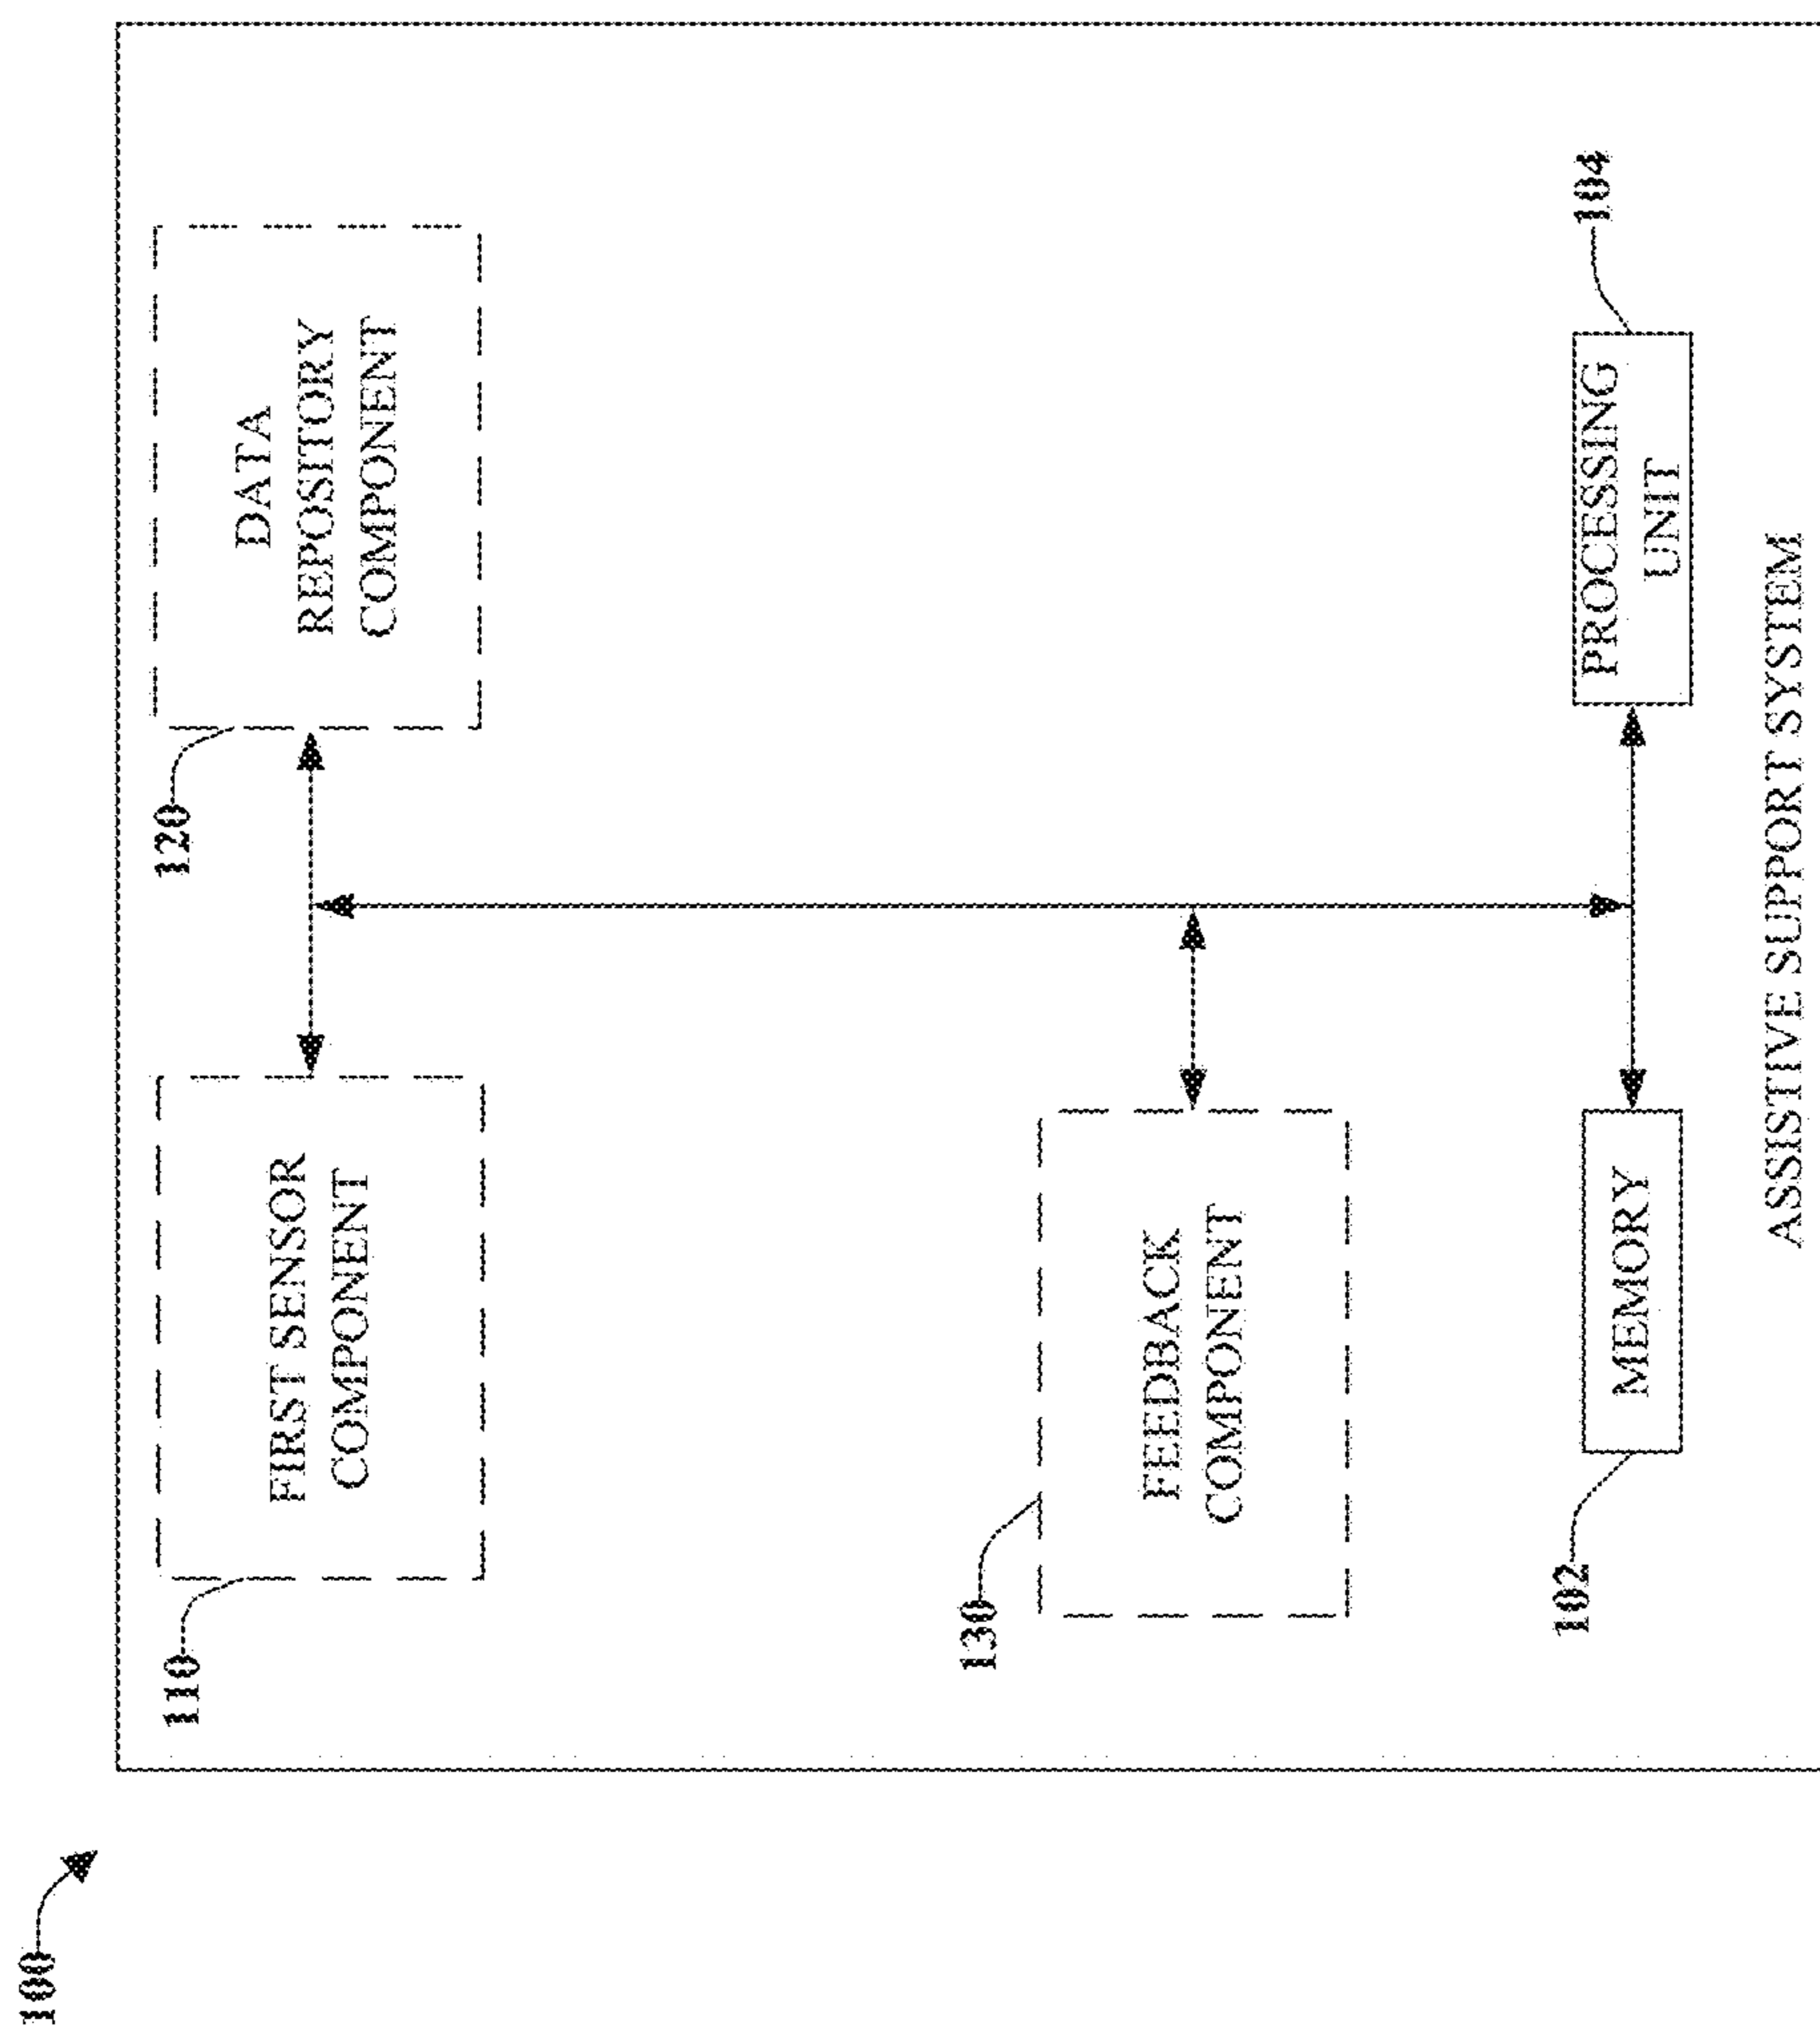 100
110
FIRST SENSOR
COMPONENT
120
DATA
REPOSITORY
COMPONENT
130
FEEDBACK
COMPONENT
102
MEMORY
104
PROCESSING
UNIT
ASSISTIVE SUPPORT SYSTEM